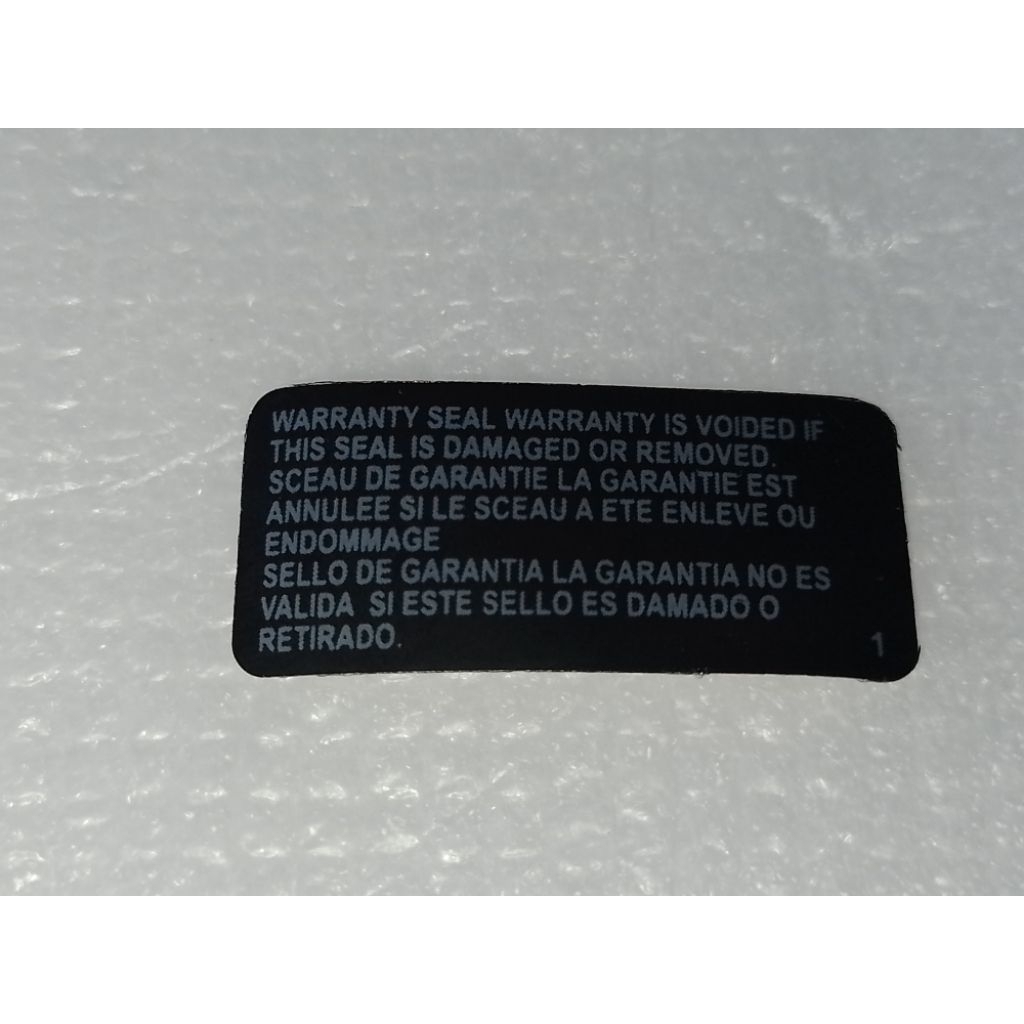 WARRANTY SEAL WARRANTY IS VOIDED IF
THIS SEAL IS DAMAGED OR REMOVED.
SCEAU DE GARANTIE LA GARANTIE EST
ANNULEE SI LE SCEAU A ETE ENLEVE OU
ENDOMMAGE
SELLO DE GARANTIA LA GARANTIA NO ES
VALIDA SI ESTE SELLO ES DAMADO O
RETIRADO.
1